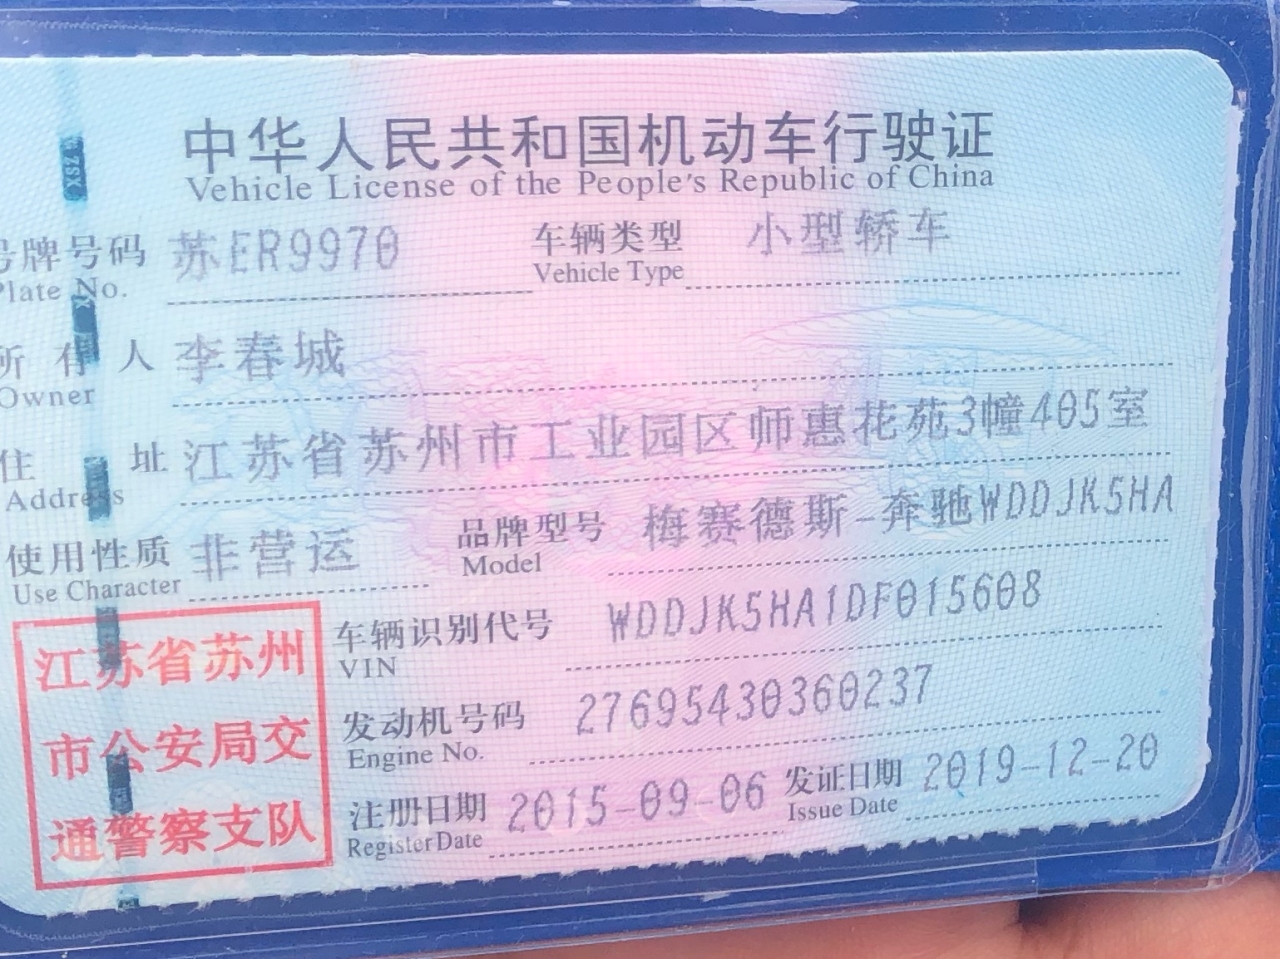 中华人民共和国机动车行驶证
Vehicle License of the People's Republic of China
号牌号码 苏ER9970 车辆类型 小型轿车
Plate No. Vehicle Type
所有人 李春城
Owner
住址 江苏省苏州市工业园区师惠花苑3幢405室
Address
使用性质 非营运 品牌型号 梅赛德斯-奔驰WDDJK5HA
Use Character Model
江苏省苏州
市公安局交
通警察支队
车辆识别代号 WDDJK5HA1DF015608
VIN
发动机号码 27695430360237
Engine No.
注册日期 2015-09-06 发证日期 2019-12-20
Register Date Issue Date